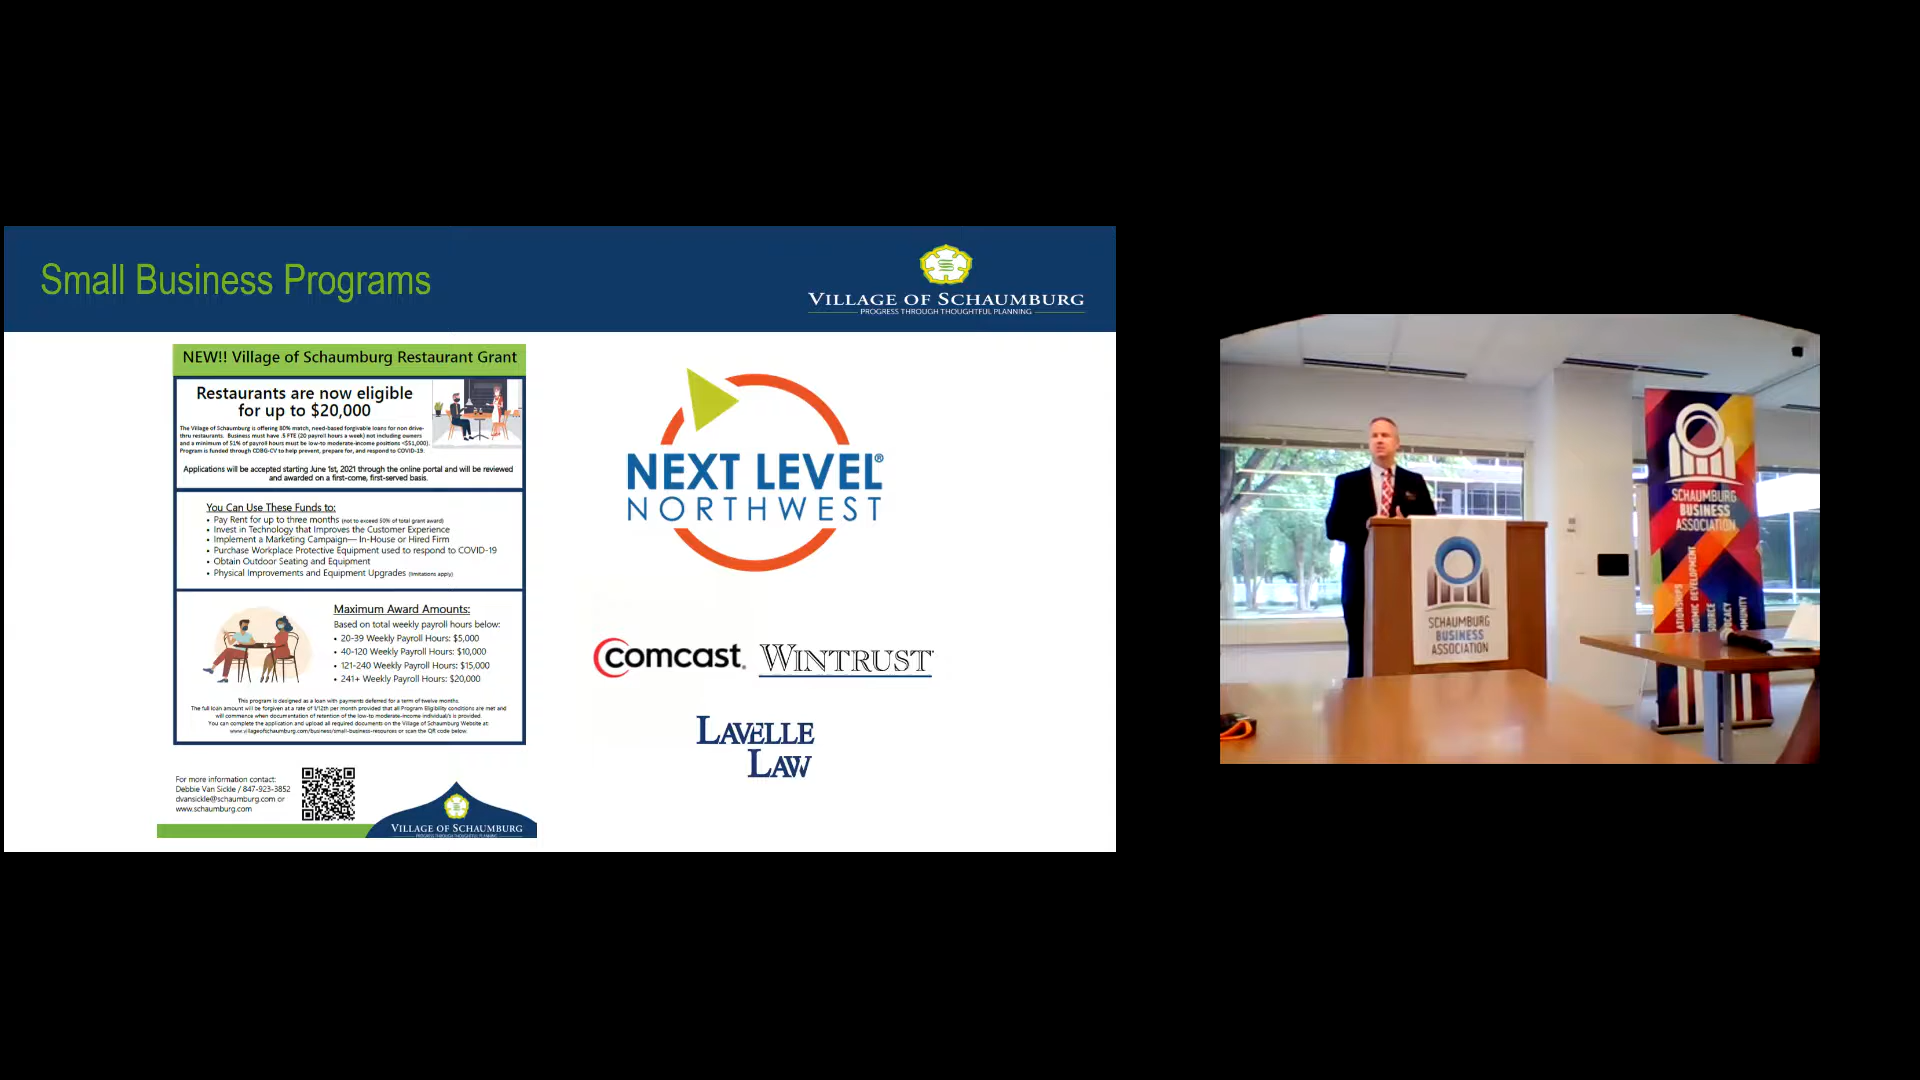 Small Business Programs
VILLAGE OF SCHAUMBURG
PROGRESS THROUGH THOUGHTFUL PLANNING
NEW!! Village of Schaumburg Restaurant Grant
Restaurants are now eligible
for up to $20,000
The Village of Schaumburg is offering 80% match, need-based forgivable loans for non drive-
thru restaurants. Business must have .5 FTE (20 payroll hours a week) not including owners
and a minimum of 51% of payroll hours must be low-to moderate-income positions <$51,000).
Program is funded through CDBG-CV to help prevent, prepare for, and respond to COVID-19.
Applications will be accepted starting June 1st, 2021 through the online portal and will be reviewed
and awarded on a first-come, first-served basis.
You Can Use These Funds to:
• Pay Rent for up to three months (not to exceed 50% of total grant award)
• Invest in Technology that Improves the Customer Experience
• Implement a Marketing Campaign— In-House or Hired Firm
• Purchase Workplace Protective Equipment used to respond to COVID-19
• Obtain Outdoor Seating and Equipment
• Physical Improvements and Equipment Upgrades (limitations apply)
Maximum Award Amounts:
Based on total weekly payroll hours below:
• 20-39 Weekly Payroll Hours: $5,000
• 40-120 Weekly Payroll Hours: $10,000
• 121-240 Weekly Payroll Hours: $15,000
• 241+ Weekly Payroll Hours: $20,000
This program is designed as a loan with payments deferred for a term of twelve months.
The full loan amount will be forgiven at a rate of 1/12th per month provided that all Program Eligibility conditions are met and
will commence when documentation of retention of the low-to moderate-income individual/s is provided.
You can complete the application and upload all required documents on the Village of Schaumburg Website at:
www.villageofschaumburg.com/business/small-business-resources or scan the QR code below.
For more information contact:
Debbie Van Sickle / 847-923-3852
dvansickle@schaumburg.com or
www.schaumburg.com
VILLAGE OF SCHAUMBURG
PROGRESS THROUGH THOUGHTFUL PLANNING
NEXT LEVEL®
NORTHWEST
comcast.
WINTRUST
LAVELLE
LAW
SCHAUMBURG
BUSINESS
ASSOCIATION
SCHAUMBURG
BUSINESS
ASSOCIATION